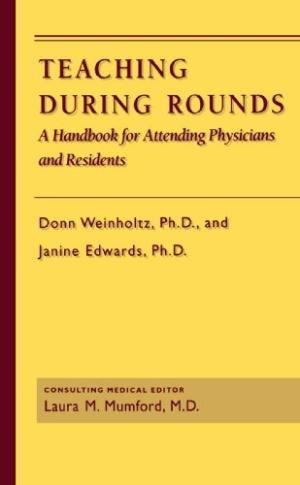 TEACHING
DURING ROUNDS
A Handbook for Attending Physicians
and Residents
Donn Weinholtz, Ph.D., and
Janine Edwards, Ph.D.
CONSULTING MEDICAL EDITOR
Laura M. Mumford, M.D.